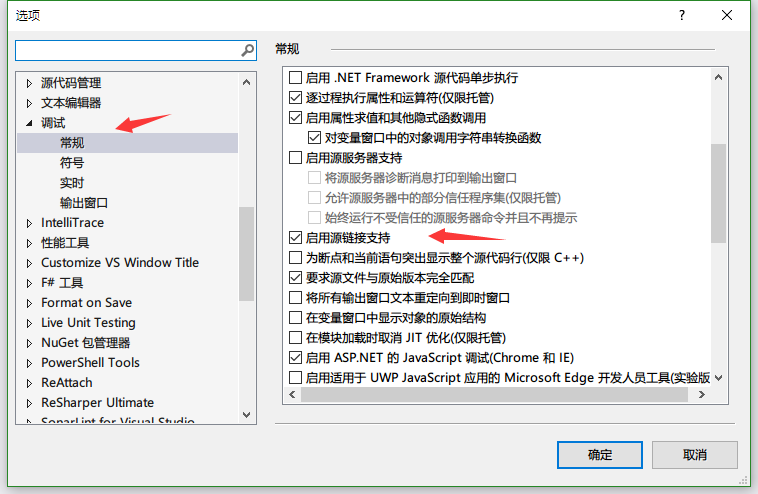 选项
?
常规
源代码管理
文本编辑器
调试
常规
符号
实时
输出窗口
IntelliTrace
性能工具
Customize VS Window Title
F# 工具
Format on Save
Live Unit Testing
NuGet 包管理器
PowerShell Tools
ReAttach
ReSharper Ultimate
SonarLint for Visual Studio
启用 .NET Framework 源代码单步执行
逐过程执行属性和运算符(仅限托管)
启用属性求值和其他隐式函数调用
对变量窗口中的对象调用字符串转换函数
启用源服务器支持
将源服务器诊断消息打印到输出窗口
允许源服务器中的部分信任程序集(仅限托管)
始终运行不受信任的源服务器命令并且不再提示
启用源链接支持
为断点和当前语句突出显示整个源代码行(仅限 C++)
要求源文件与原始版本完全匹配
将所有输出窗口文本重定向到即时窗口
在变量窗口中显示对象的原始结构
在模块加载时取消 JIT 优化(仅限托管)
启用 ASP.NET 的 JavaScript 调试(Chrome 和 IE)
启用适用于 UWP JavaScript 应用的 Microsoft Edge 开发人员工具(实验版
确定
取消